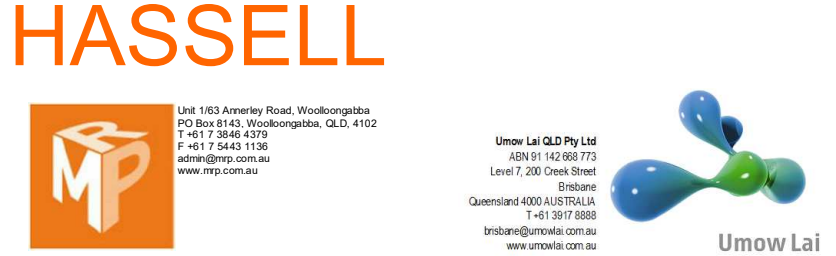 HASSELL
MRP
Unit 1/63 Annerley Road, Woolloongabba
PO Box 8143, Woolloongabba, QLD, 4102
T +61 7 3846 4379
F +61 7 5443 1136
admin@mrp.com.au
www.mrp.com.au
Umow Lai QLD Pty Ltd
ABN 91 142 668 773
Level 7, 200 Creek Street
Brisbane
Queensland 4000 AUSTRALIA
T +61 3917 8888
brisbane@umowlai.com.au
www.umowlai.com.au
Umow Lai